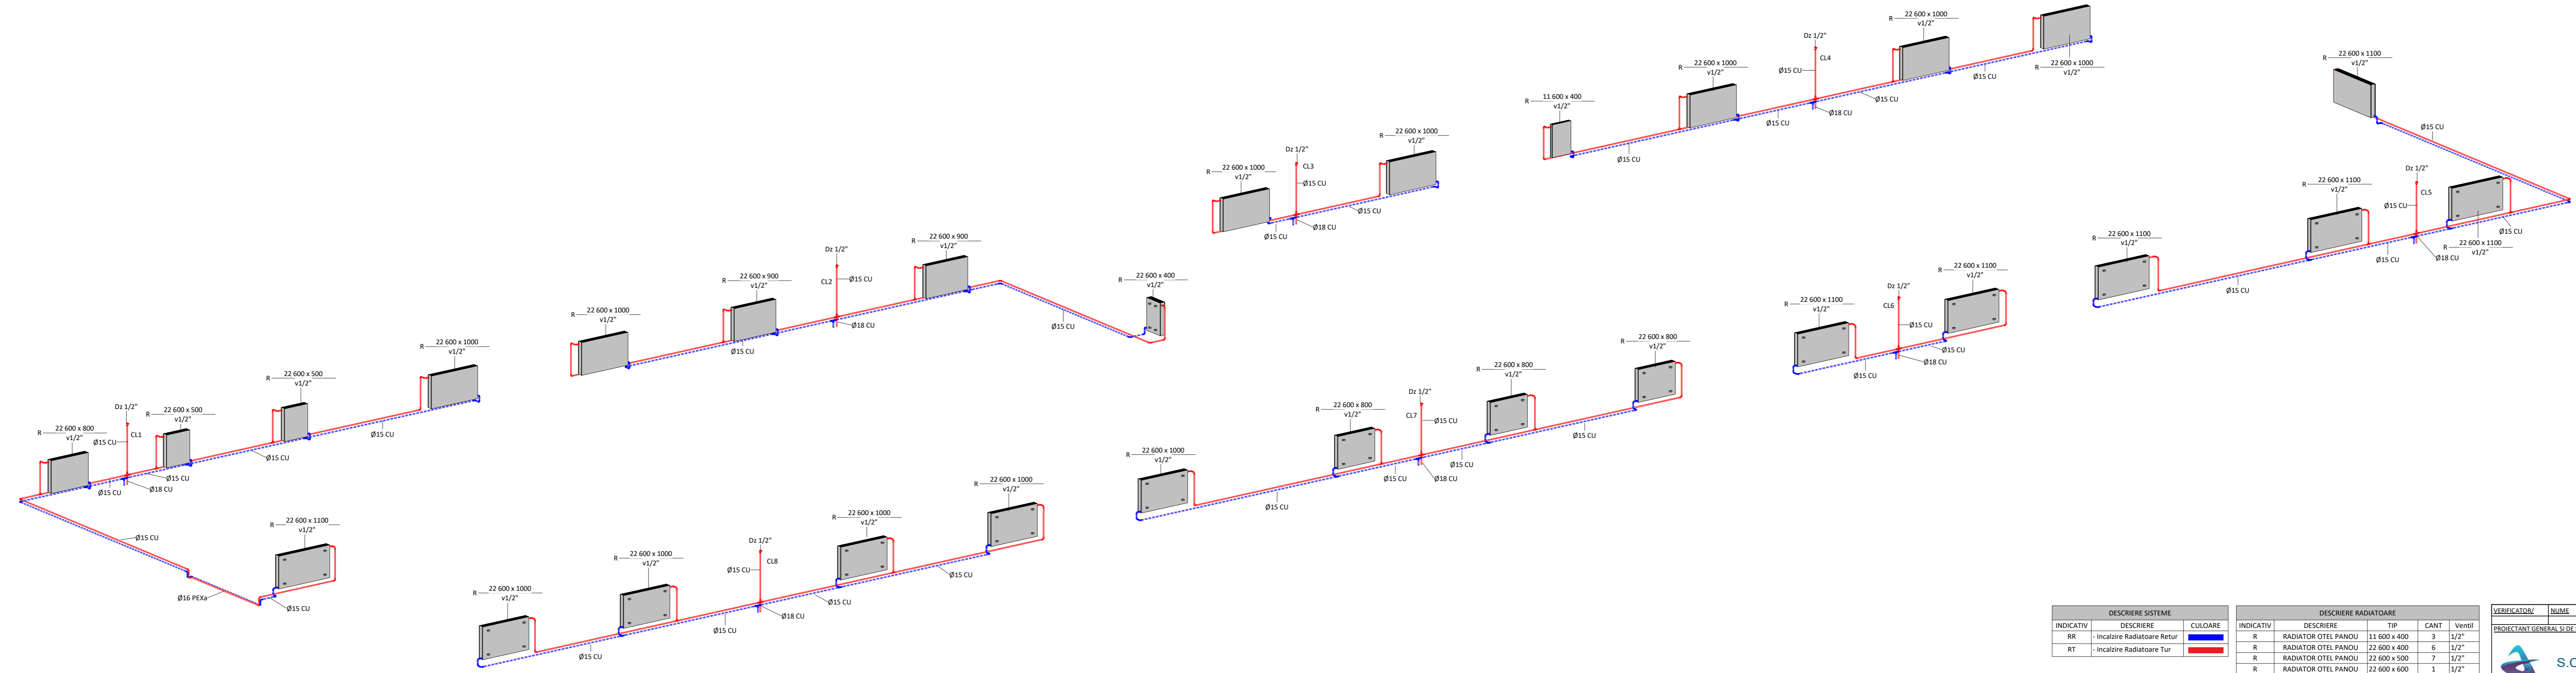 R 22 600 x 800
v1/2"
Dz 1/2"
CL1
Ø15 CU
R 22 600 x 500
v1/2"
R 22 600 x 500
v1/2"
R 22 600 x 1000
v1/2"
Ø15 CU
Ø18 CU
Ø15 CU
Ø15 CU
Ø15 CU
Ø15 CU
Ø16 PEXa
Ø15 CU
R 22 600 x 1100
v1/2"
R 22 600 x 1000
v1/2"
R 22 600 x 900
v1/2"
Dz 1/2"
CL2
Ø15 CU
R 22 600 x 900
v1/2"
R 22 600 x 400
v1/2"
Ø15 CU
Ø18 CU
Ø15 CU
R 22 600 x 1000
v1/2"
Dz 1/2"
CL3
Ø15 CU
R 22 600 x 1000
v1/2"
Ø15 CU
Ø18 CU
Ø15 CU
R 11 600 x 400
v1/2"
R 22 600 x 1000
v1/2"
Dz 1/2"
CL4
Ø15 CU
R 22 600 x 1000
v1/2"
R 22 600 x 1000
v1/2"
Ø15 CU
Ø15 CU
Ø18 CU
Ø15 CU
Ø15 CU
R 22 600 x 1100
v1/2"
Ø15 CU
Dz 1/2"
CL5
Ø15 CU
R 22 600 x 1100
v1/2"
R 22 600 x 1100
v1/2"
R 22 600 x 1100
v1/2"
Ø15 CU
Ø15 CU
Ø18 CU
Ø15 CU
R 22 600 x 1100
v1/2"
Dz 1/2"
CL6
Ø15 CU
R 22 600 x 1100
v1/2"
Ø15 CU
Ø18 CU
Ø15 CU
R 22 600 x 1000
v1/2"
R 22 600 x 800
v1/2"
Dz 1/2"
CL7
Ø15 CU
R 22 600 x 800
v1/2"
R 22 600 x 800
v1/2"
Ø15 CU
Ø15 CU
Ø18 CU
Ø15 CU
Ø15 CU
R 22 600 x 1000
v1/2"
R 22 600 x 1000
v1/2"
Dz 1/2"
CL8
Ø15 CU
R 22 600 x 1000
v1/2"
R 22 600 x 1000
v1/2"
Ø15 CU
Ø15 CU
Ø18 CU
Ø15 CU
Ø15 CU
DESCRIERE SISTEME
INDICATIV DESCRIERE CULOARE
RR - Incalzire Radiatoare Retur
RT - Incalzire Radiatoare Tur
DESCRIERE RADIATOARE
INDICATIV DESCRIERE TIP CANT Ventil
R RADIATOR OTEL PANOU 11 600 x 400 3 1/2"
R RADIATOR OTEL PANOU 22 600 x 400 6 1/2"
R RADIATOR OTEL PANOU 22 600 x 500 7 1/2"
R RADIATOR OTEL PANOU 22 600 x 600 1 1/2"
VERIFICATOR/ NUME
PROIECTANT GENERAL SI DE
S.C